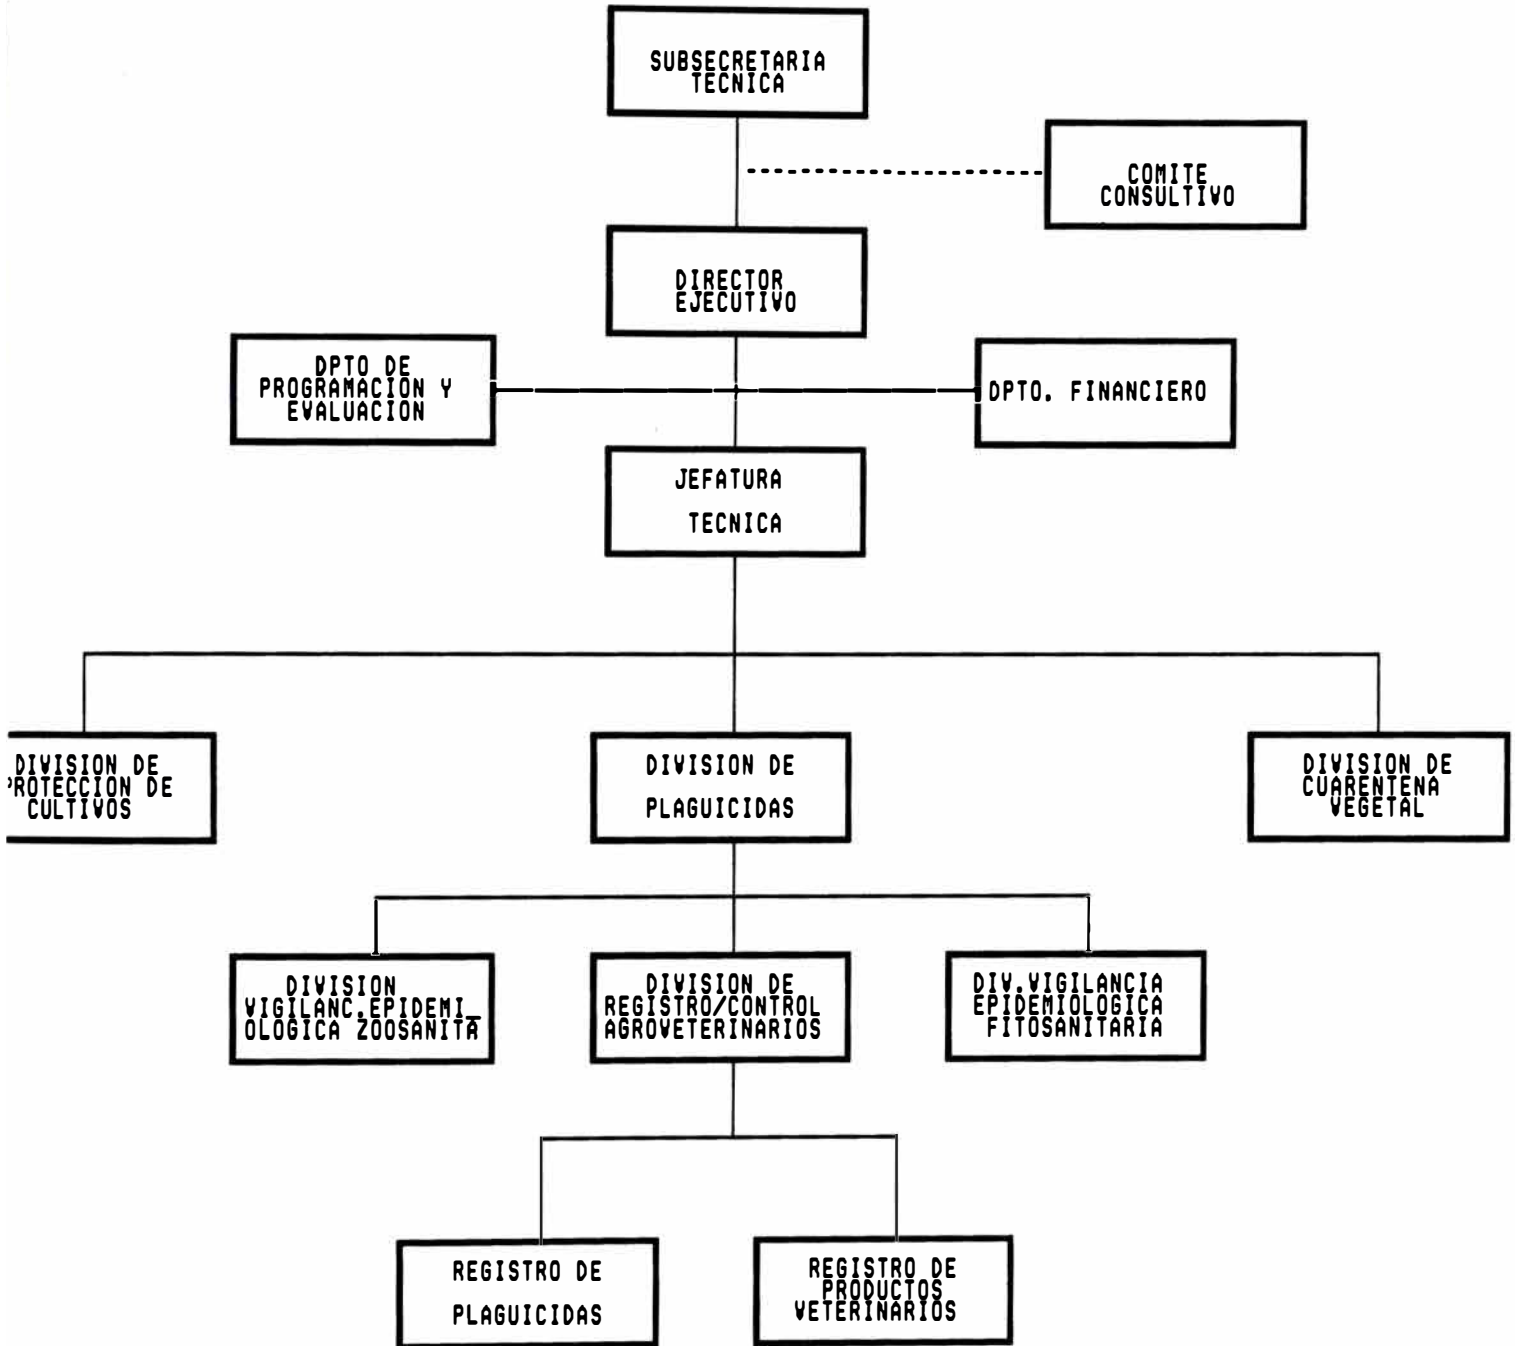 SUBSECRETARIA
TECNICA
COMITE
CONSULTIVO
DIRECTOR
EJECUTIVO
DPTO DE
PROGRAMACION Y
EVALUACION
DPTO. FINANCIERO
JEFATURA
TECNICA
DIVISION DE
PROTECCION DE
CULTIVOS
DIVISION DE
PLAGUICIDAS
DIVISION DE
CUARENTENA
VEGETAL
DIVISION
VIGILANC.EPIDEMI_
OLOGICA ZOOSANITA
DIVISION DE
REGISTRO/CONTROL
AGROVETERINARIOS
DIV.VIGILANCIA
EPIDEMIOLOGICA
FITOSANITARIA
REGISTRO DE
PLAGUICIDAS
REGISTRO DE
PRODUCTOS
VETERINARIOS